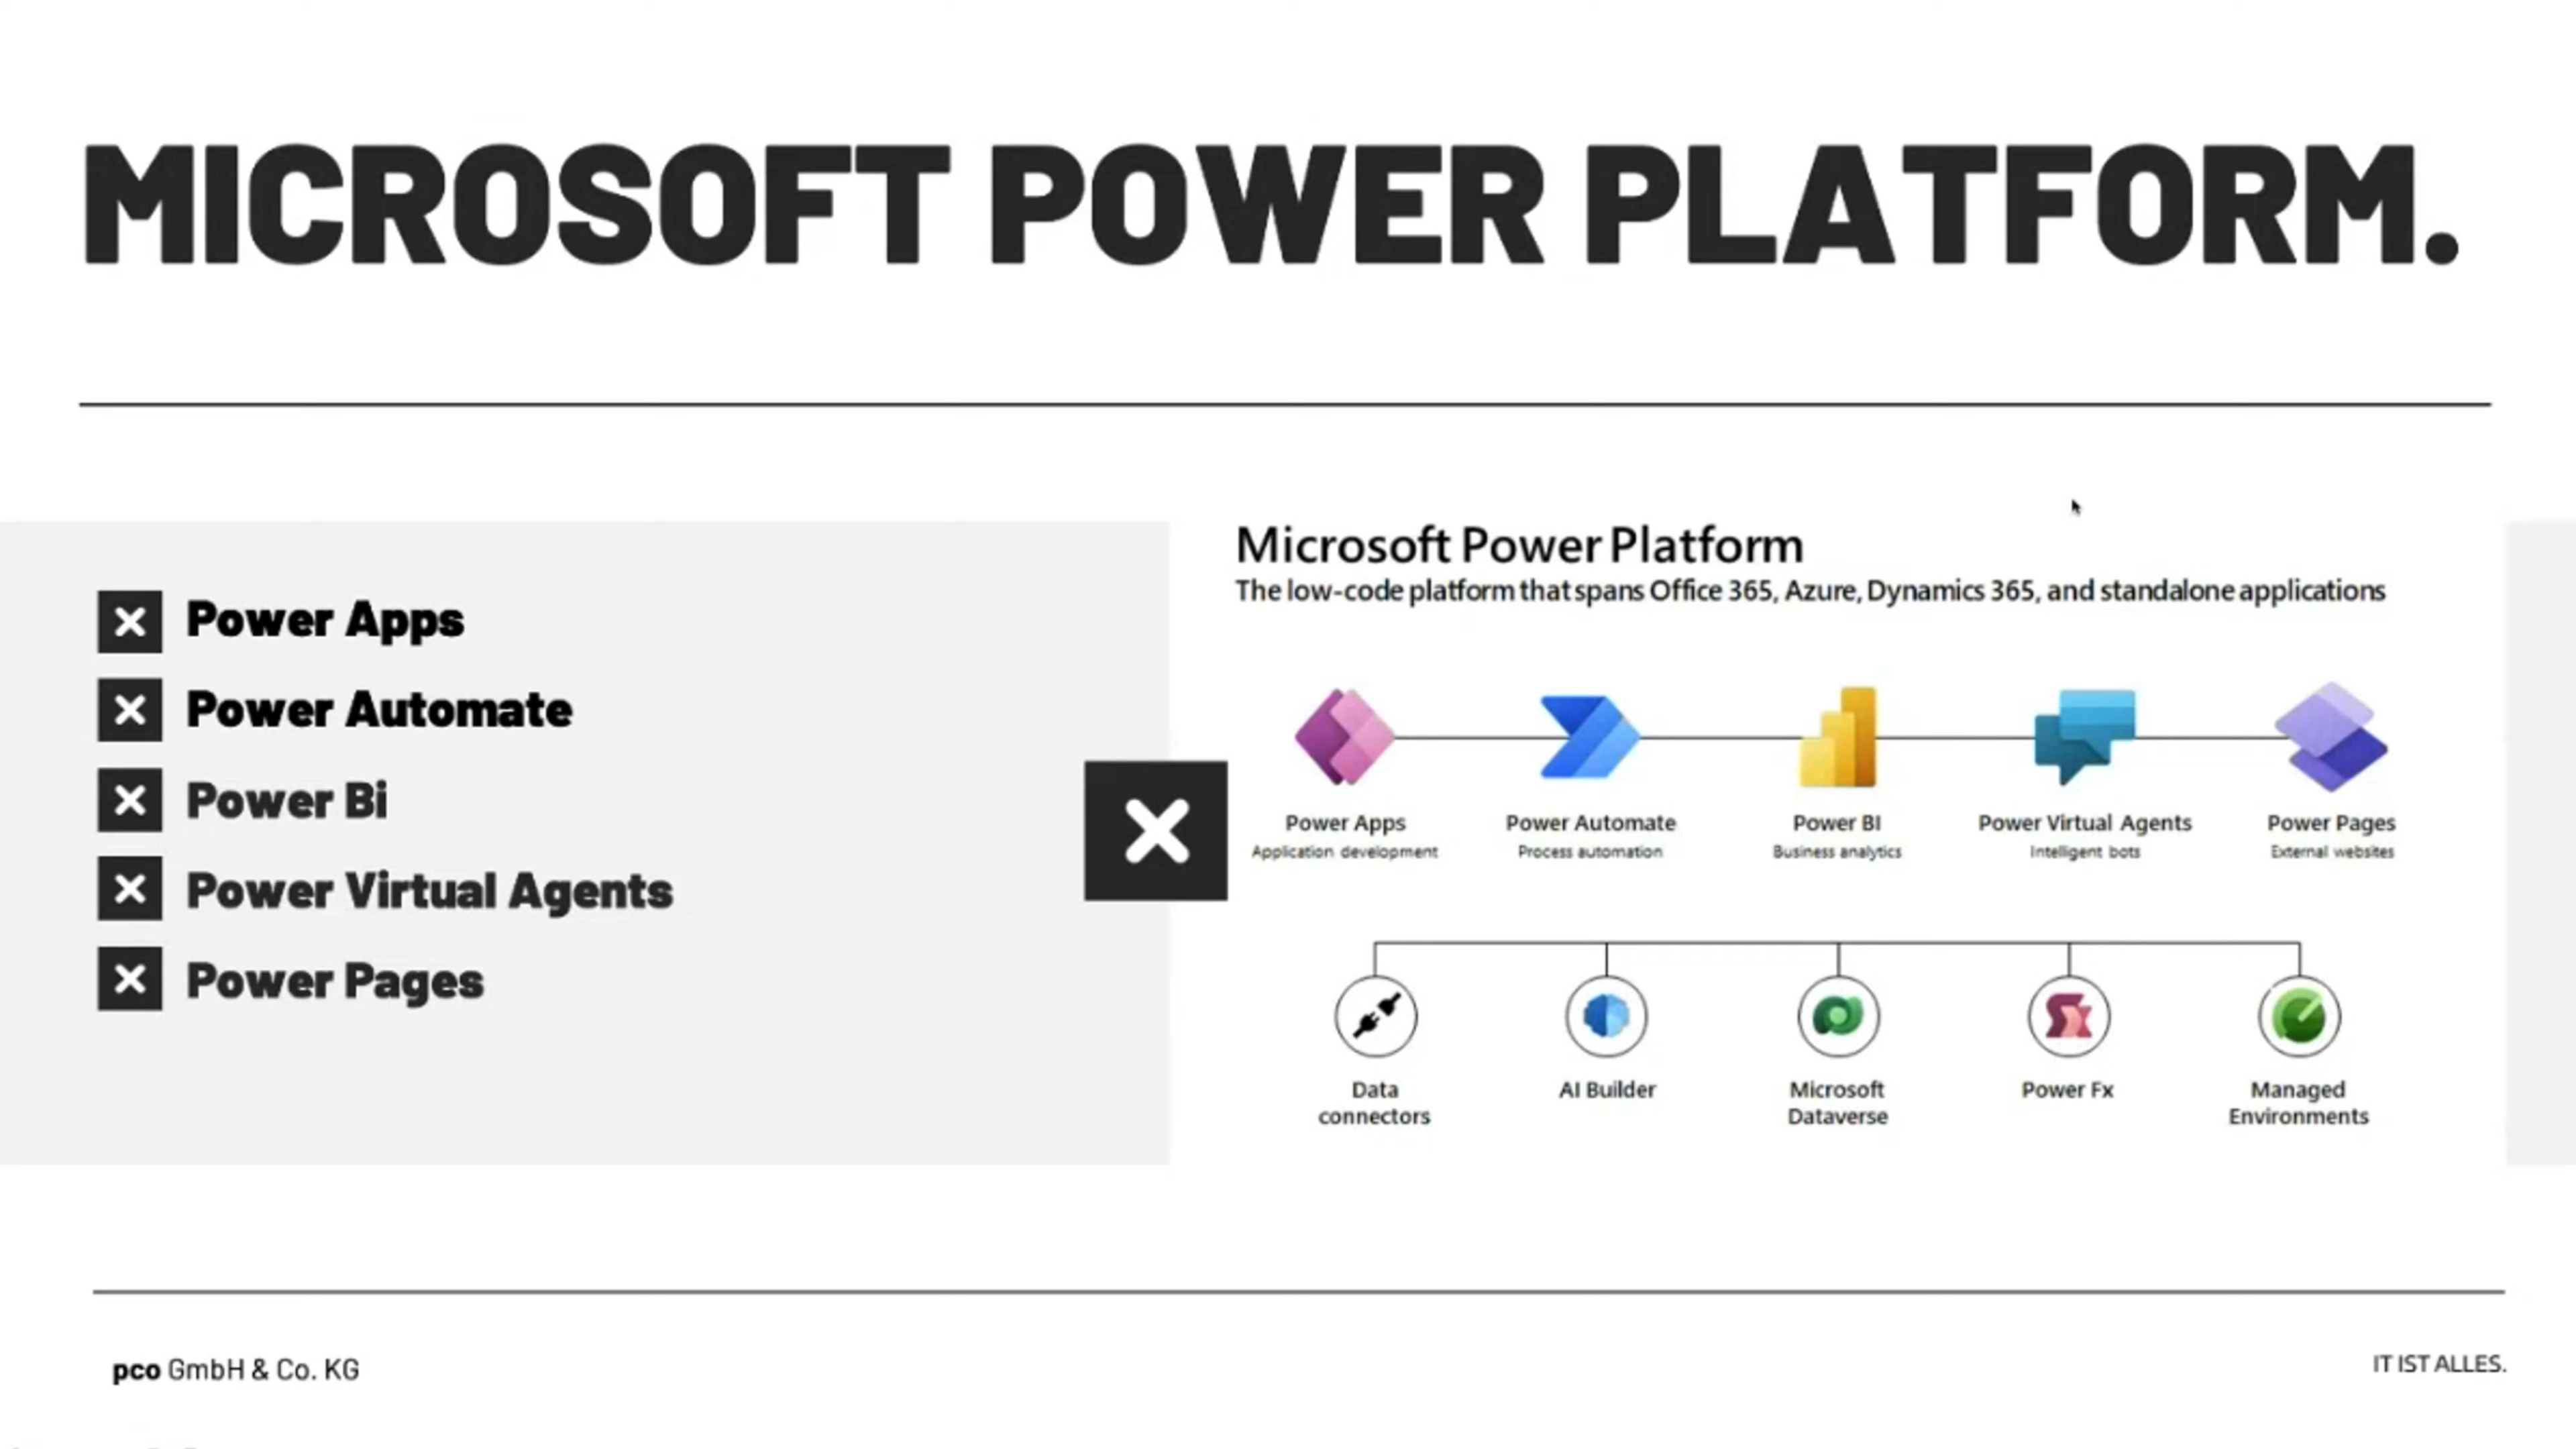 MICROSOFT POWER PLATFORM.
Power Apps
Power Automate
Power Bi
Power Virtual Agents
Power Pages
Microsoft Power Platform
The low-code platform that spans Office 365, Azure, Dynamics 365, and standalone applications
Power Apps
Application development
Power Automate
Process automation
Power BI
Business analytics
Power Virtual Agents
Intelligent bots
Power Pages
External websites
Data
connectors
AI Builder
Microsoft
Dataverse
Power Fx
Managed
Environments
pco GmbH & Co. KG
IT IST ALLES.